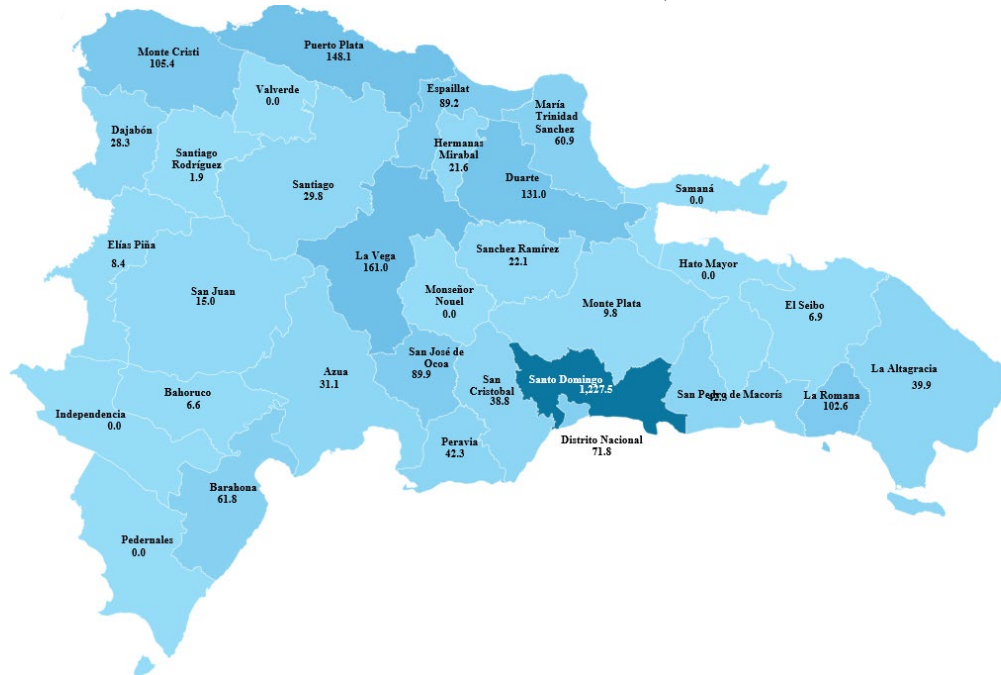 Monte Cristi
105.4
Puerto Plata
148.1
Valverde
0.0
Espaillat
89.2
María
Trinidad
Sanchez
60.9
Dajabón
28.3
Santiago
Rodríguez
1.9
Hermanas
Mirabal
21.6
Santiago
29.8
Duarte
131.0
Samaná
0.0
Elías Piña
8.4
La Vega
161.0
Sanchez Ramírez
22.1
Hato Mayor
0.0
San Juan
15.0
Monseñor
Nouel
0.0
Monte Plata
9.8
El Seibo
6.9
San José de
Ocoa
89.9
Azua
31.1
San
Cristobal
38.8
Santo Domingo
1,227.5
La Altagracia
39.9
Bahoruco
6.6
San Pedro de Macorís
La Romana
102.6
Independencia
0.0
Peravia
42.3
Distrito Nacional
71.8
Barahona
61.8
Pedernales
0.0